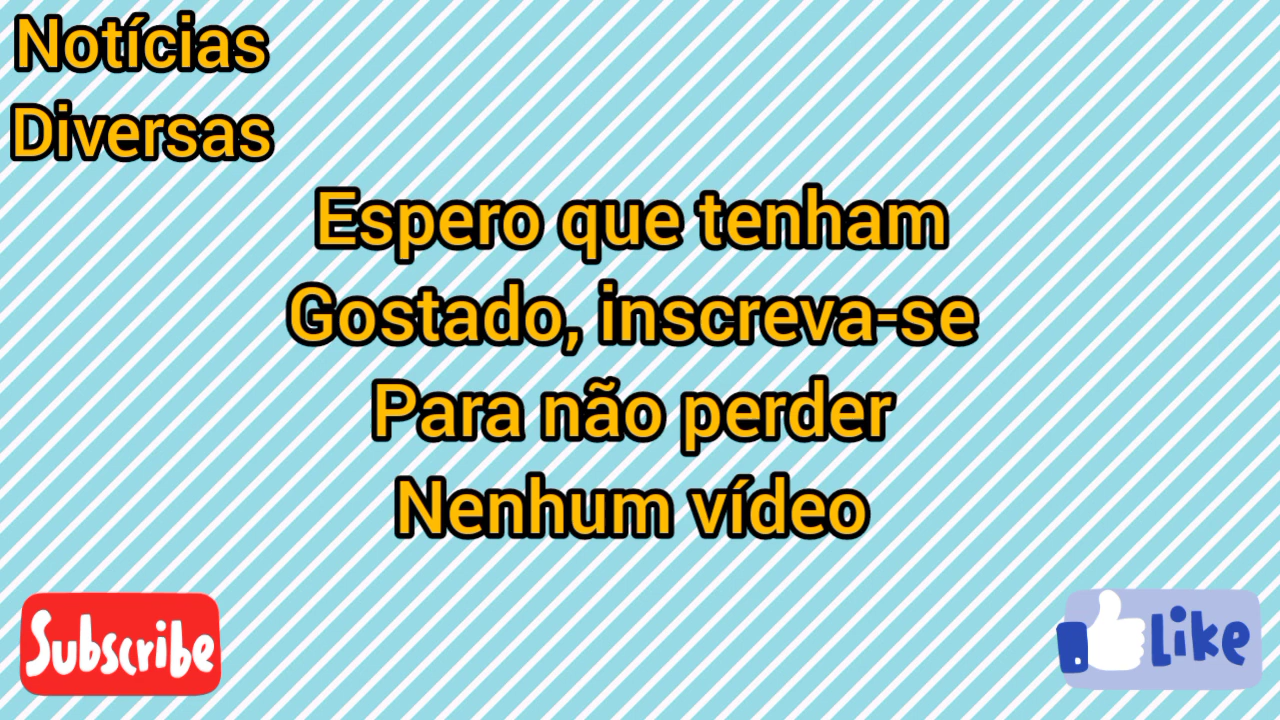 Notícias
Diversas
Espero que tenham
Gostado, inscreva-se
Para não perder
Nenhum vídeo
Subscribe
Like